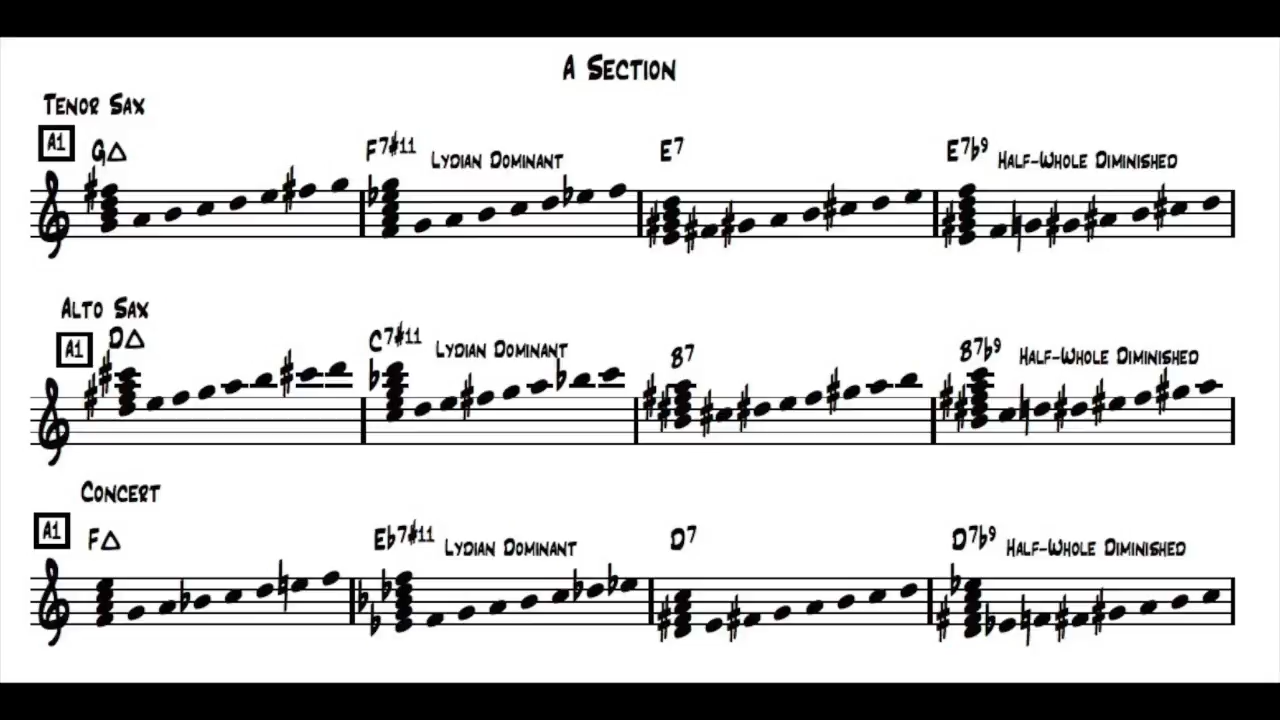 A Section
Tenor Sax
A1 G△ F7#11 Lydian Dominant E7 E7b9 Half-Whole Diminished
Alto Sax
A1 D△ C7#11 Lydian Dominant B7 B7b9 Half-Whole Diminished
Concert
A1 F△ Eb7#11 Lydian Dominant D7 D7b9 Half-Whole Diminished